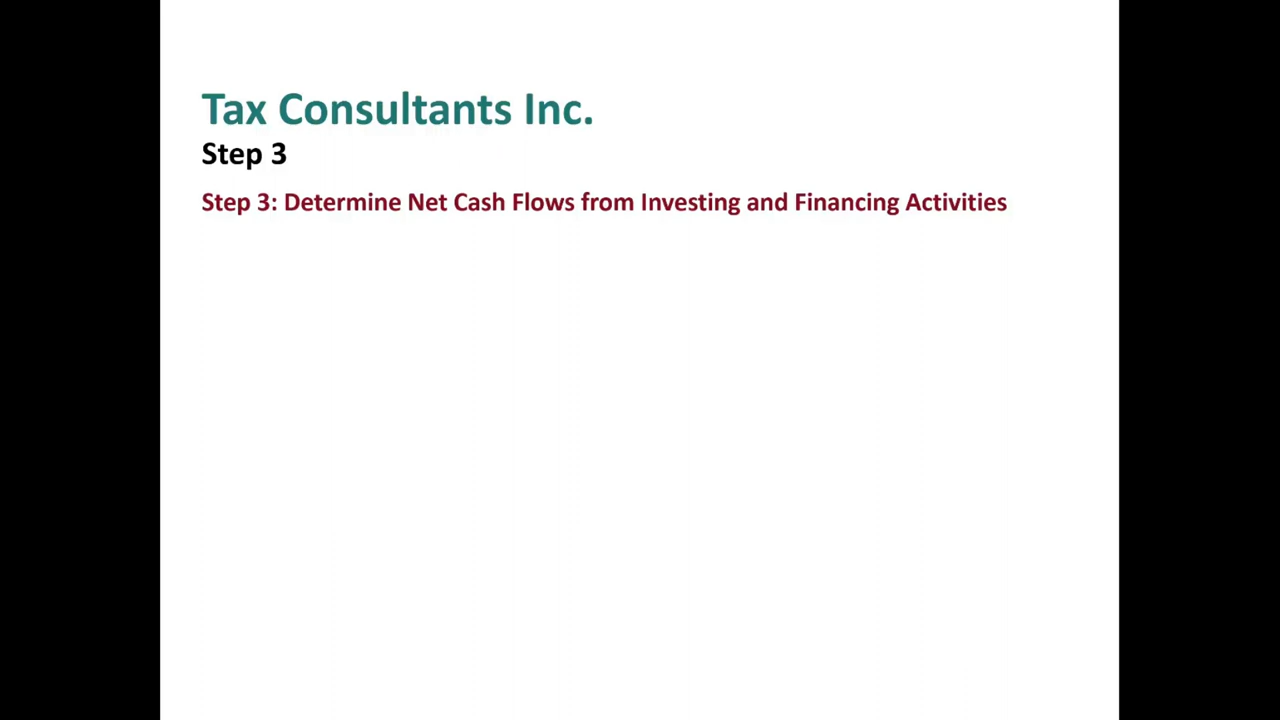 Tax Consultants Inc.
Step 3
Step 3: Determine Net Cash Flows from Investing and Financing Activities